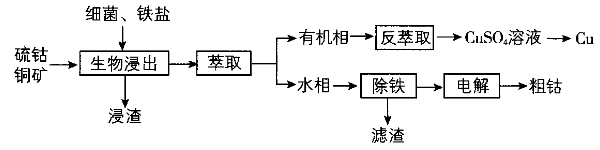 细菌、铁盐
硫钴铜矿
生物浸出
浸渣
萃取
有机相
反萃取
CuSO₄溶液
Cu
水相
除铁
滤渣
电解
粗钴